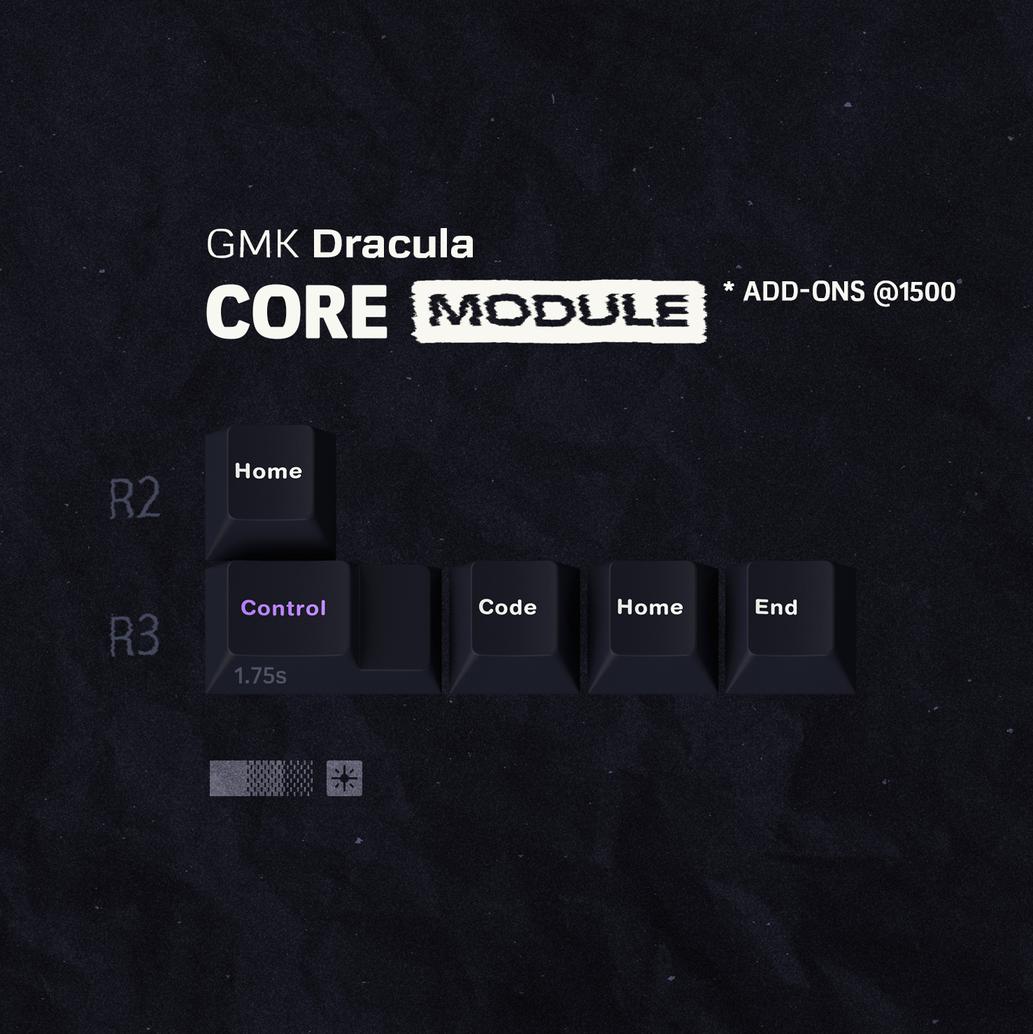 GMK Dracula
CORE MODULE * ADD-ONS @1500
R2 Home
R3 Control Code Home End
1.75s